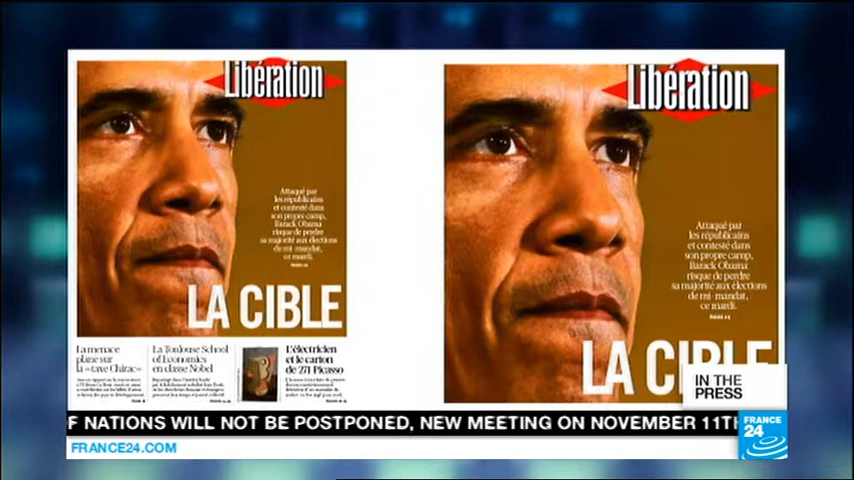 Libération
Attaqué par
les républicains
et contesté dans
son propre camp,
Barack Obama
risque de perdre
sa majorité aux élections
de mi-mandat,
ce mardi.
LA CIBLE
La menace
plane sur
la «taxe Chirac»
La Toulouse School
of Economics
en classe Nobel
L'électricien
et le carton
de 271 Picasso
Libération
Attaqué par
les républicains
et contesté dans
son propre camp,
Barack Obama
risque de perdre
sa majorité aux élections
de mi-mandat,
ce mardi.
LA CIBLE
IN THE
PRESS
F NATIONS WILL NOT BE POSTPONED, NEW MEETING ON NOVEMBER 11TH
FRANCE24.COM
FRANCE
24